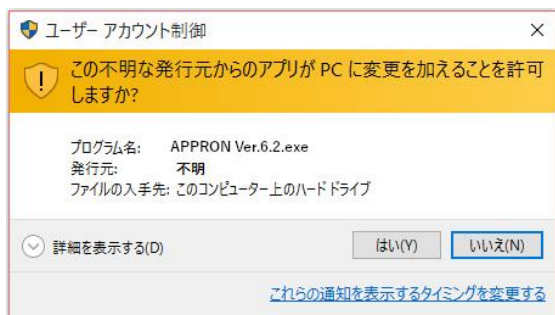 ユーザー アカウント制御
この不明な発行元からのアプリが PC に変更を加えることを許可
しますか?
プログラム名: APPRON Ver.6.2.exe
発行元: 不明
ファイルの入手先: このコンピューター上のハード ドライブ
詳細を表示する(D)
はい(Y)
いいえ(N)
これらの通知を表示するタイミングを変更する